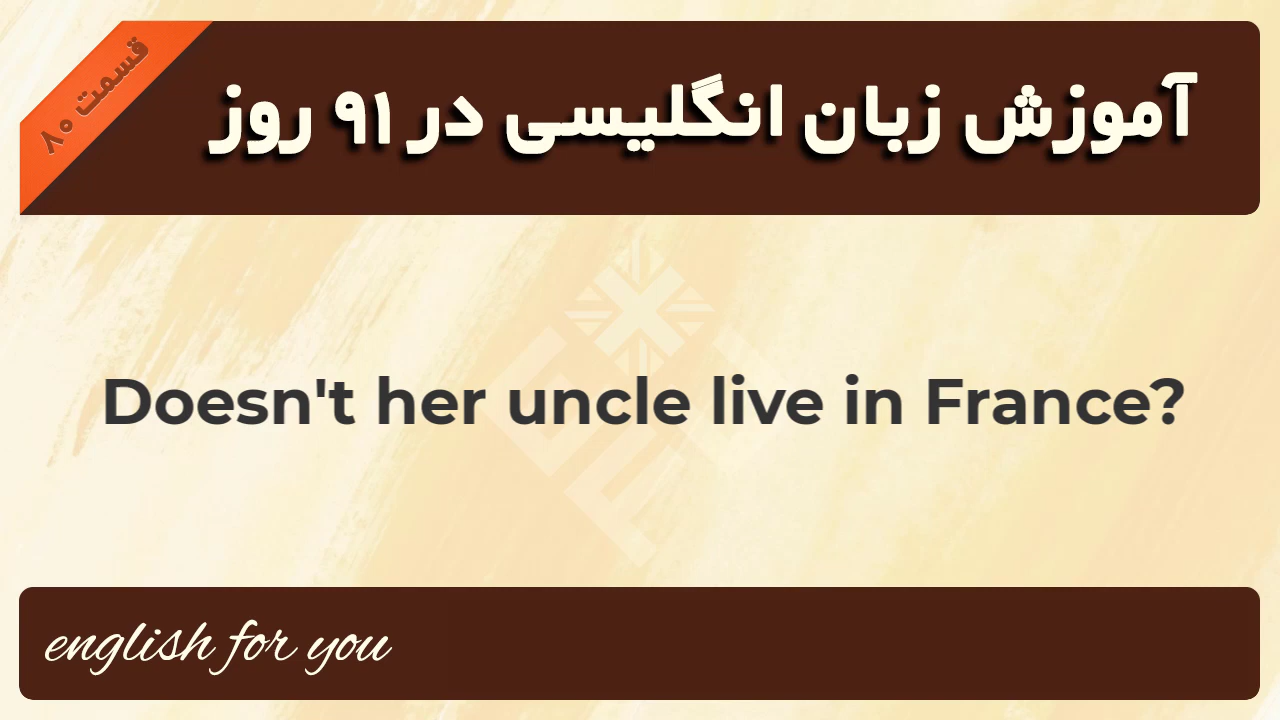 قسمت ۸۰
آموزش زبان انگلیسی در ۹۱ روز
Doesn't her uncle live in France?
english for you